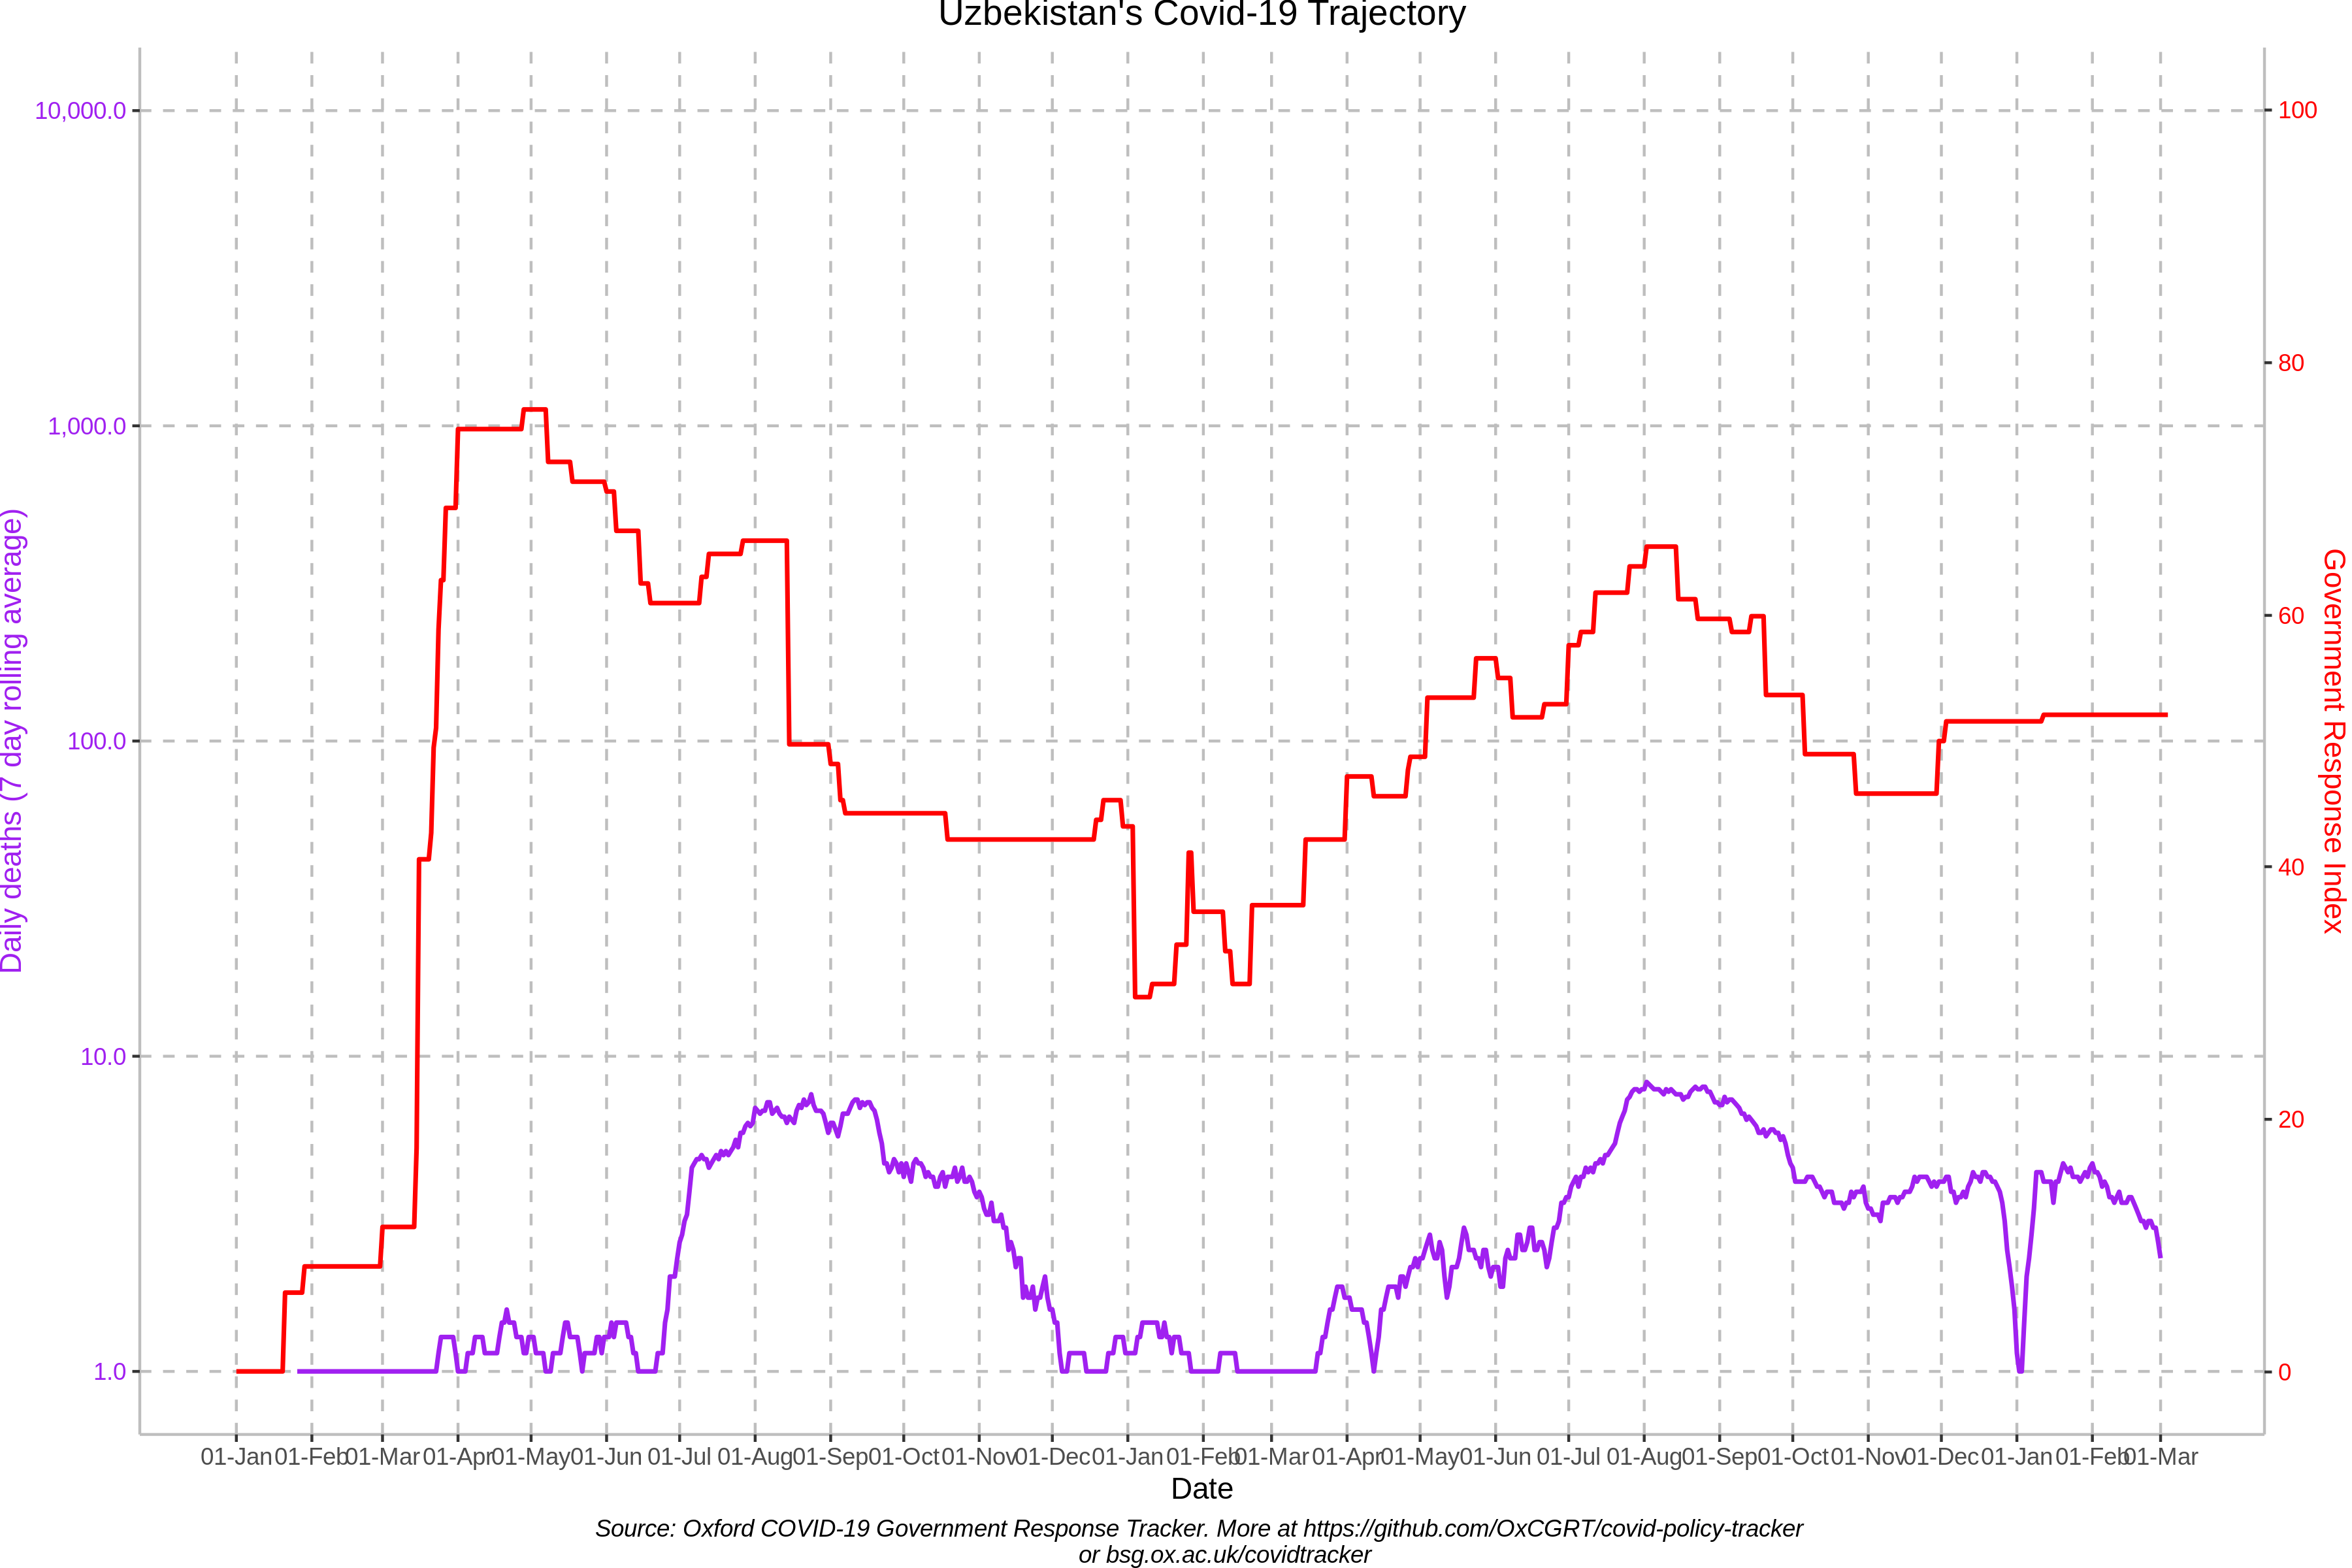 Uzbekistan's Covid-19 Trajectory
10,000.0
1,000.0
100.0
10.0
1.0
Daily deaths (7 day rolling average)
100
80
60
40
20
0
Government Response Index
01-Jan 01-Feb 01-Mar 01-Apr 01-May 01-Jun 01-Jul 01-Aug 01-Sep 01-Oct 01-Nov 01-Dec 01-Jan 01-Feb 01-Mar 01-Apr 01-May 01-Jun 01-Jul 01-Aug 01-Sep 01-Oct 01-Nov 01-Dec 01-Jan 01-Feb 01-Mar
Date
Source: Oxford COVID-19 Government Response Tracker. More at https://github.com/OxCGRT/covid-policy-tracker
or bsg.ox.ac.uk/covidtracker